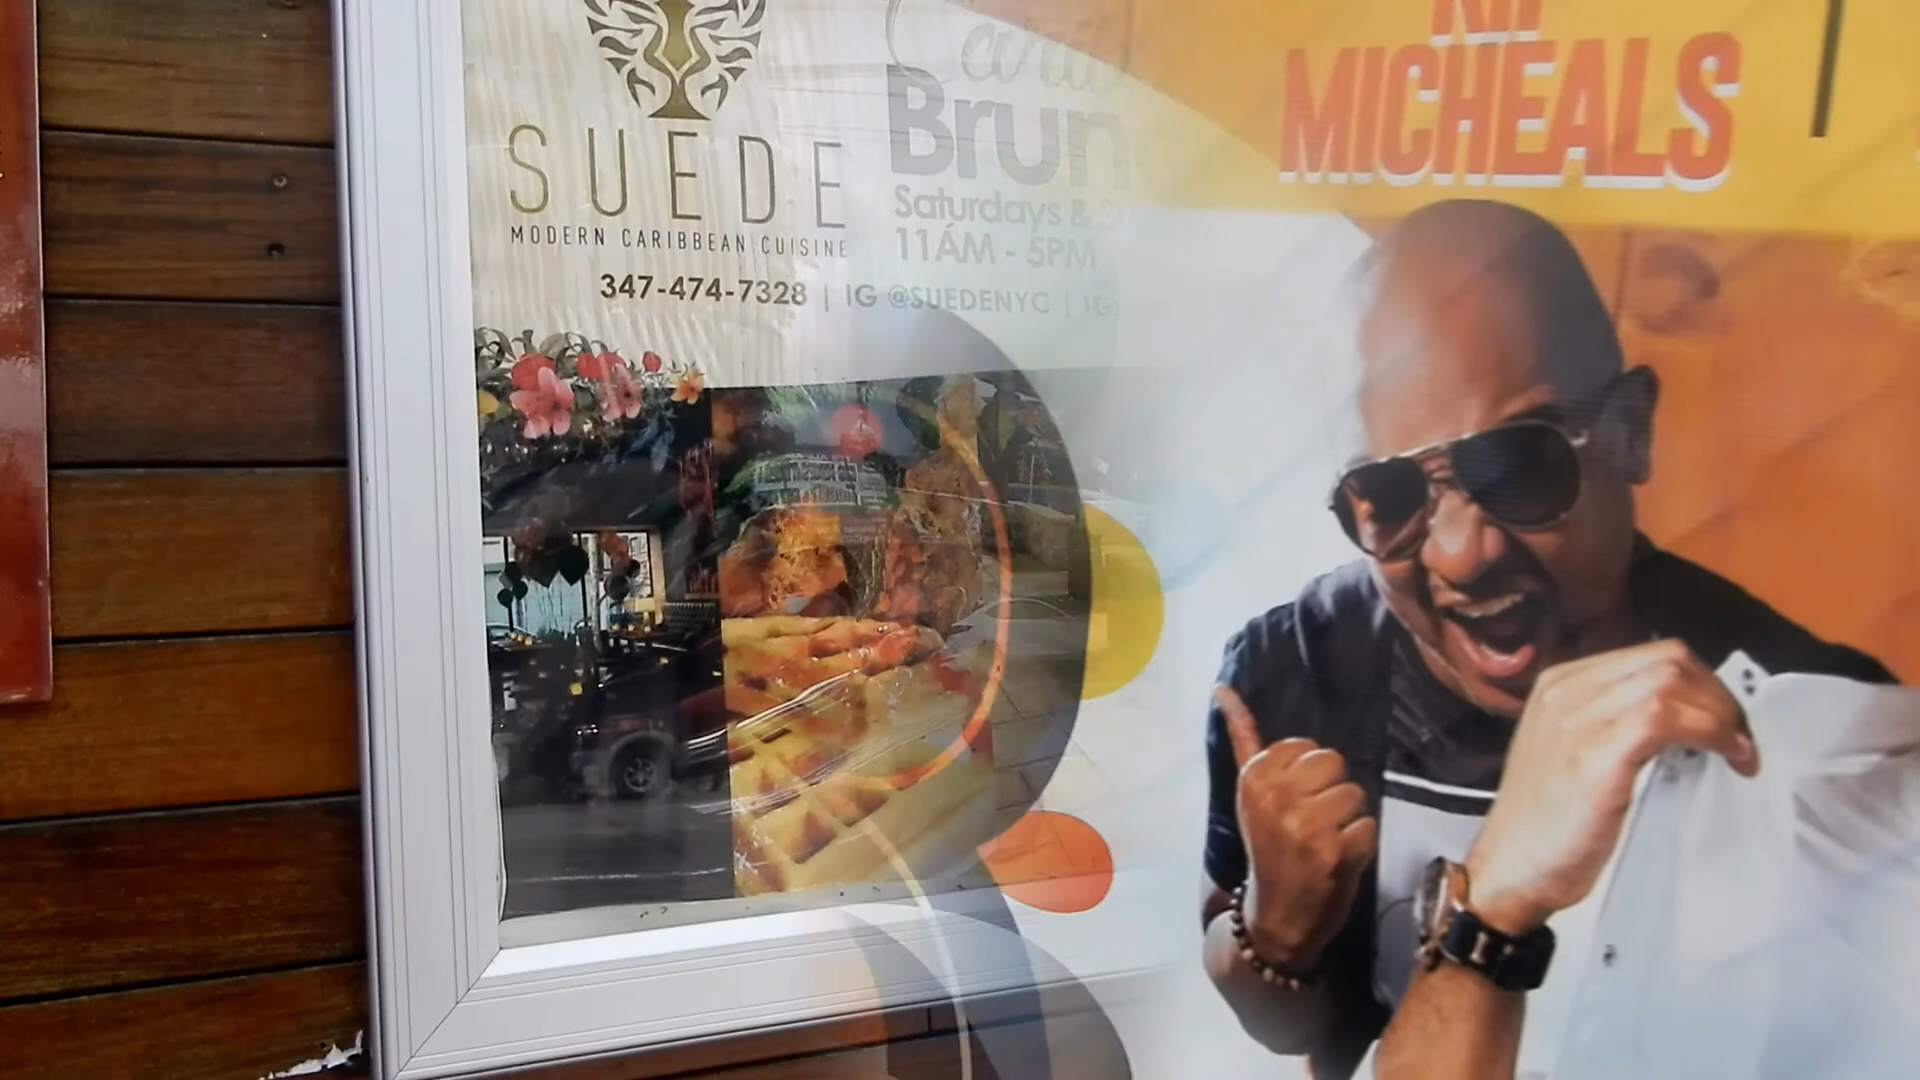 SUEDE
MODERN CARIBBEAN CUISINE
347-474-7328 | IG @SUEDENYC | IG:
Brun
Saturdays &
11AM - 5PM
MICHEALS